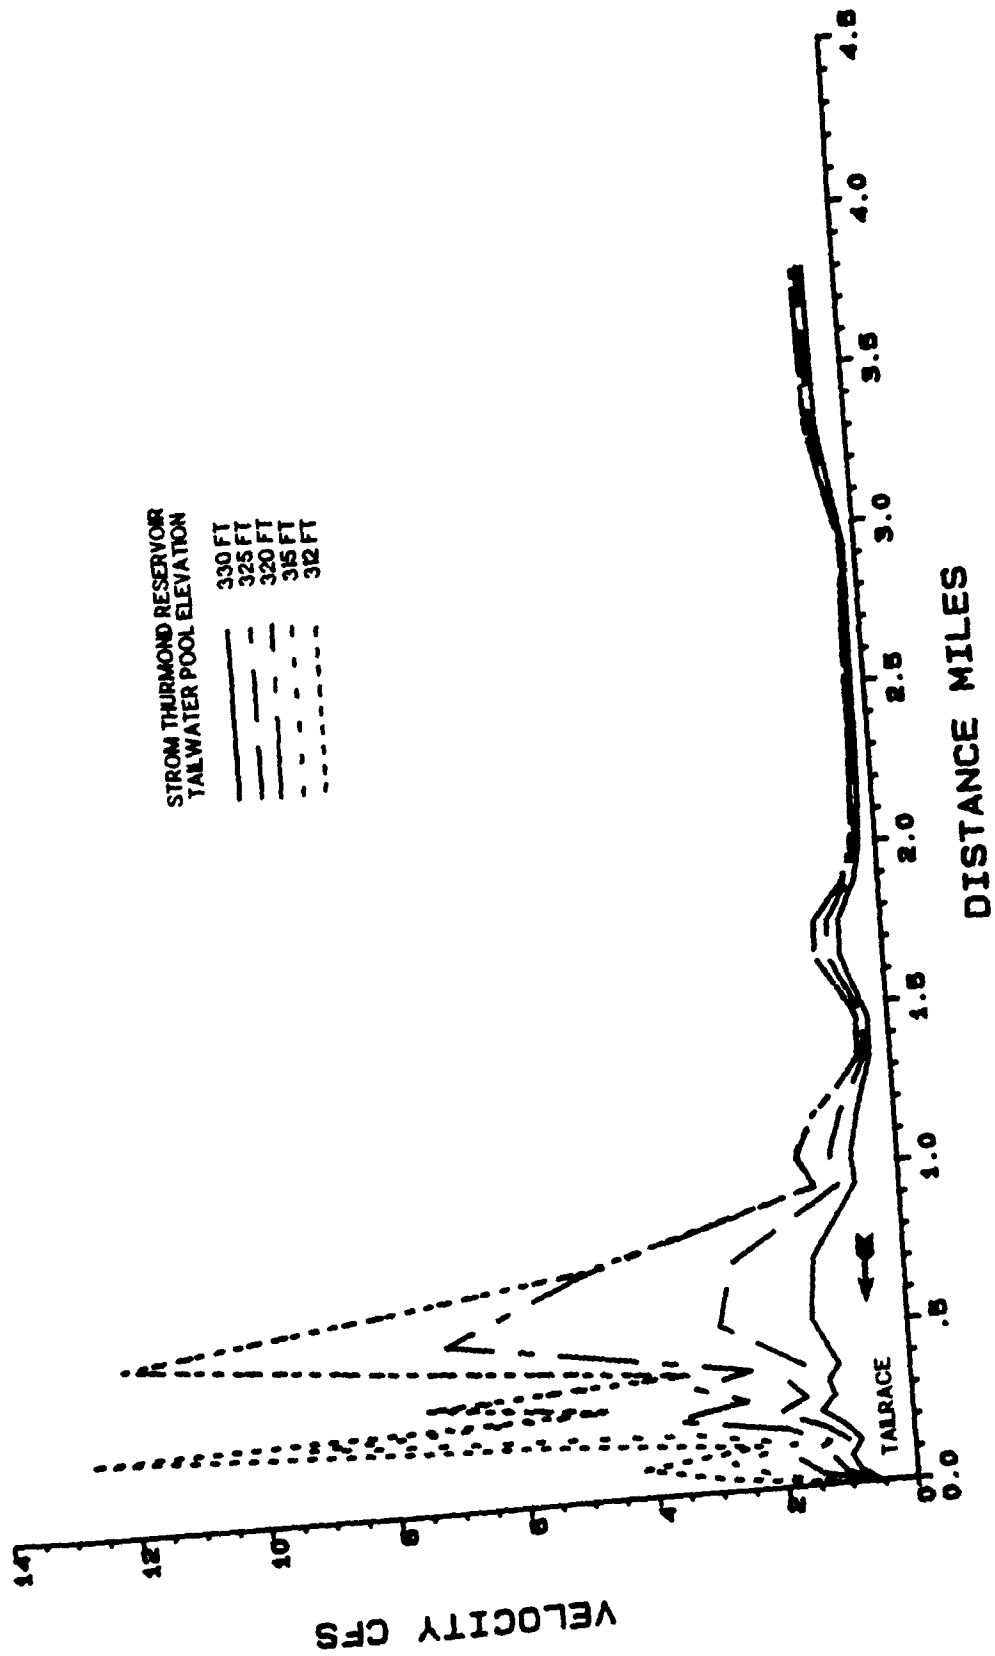 STROM THURMOND RESERVOIR
TAILWATER POOL ELEVATION
330 FT
325 FT
320 FT
315 FT
312 FT
VELOCITY CFS
14
12
10
8
6
4
2
0
TAILRACE
0.0
.5
1.0
1.5
2.0
2.5
3.0
3.5
4.0
4.5
DISTANCE MILES